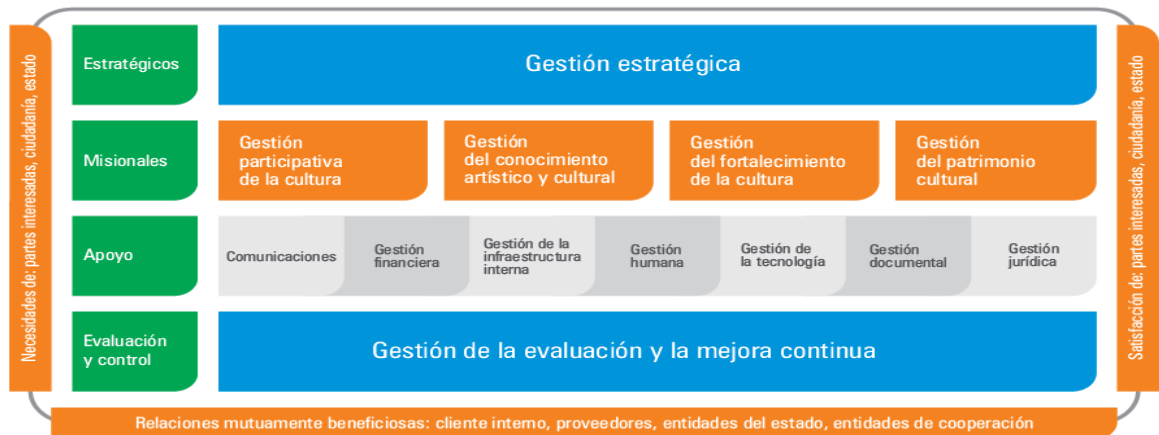 Necesidades de: partes interesadas, ciudadanía, estado
Estratégicos
Gestión estratégica
Misionales
Gestión
participativa
de la cultura
Gestión
del conocimiento
artístico y cultural
Gestión
del fortalecimiento
de la cultura
Gestión
del patrimonio
cultural
Apoyo
Comunicaciones
Gestión
financiera
Gestión de la
infraestructura
interna
Gestión
humana
Gestión de
la tecnología
Gestión
documental
Gestión
jurídica
Evaluación
y control
Gestión de la evaluación y la mejora continua
Satisfacción de: partes interesadas, ciudadanía, estado
Relaciones mutuamente beneficiosas: cliente interno, proveedores, entidades del estado, entidades de cooperación